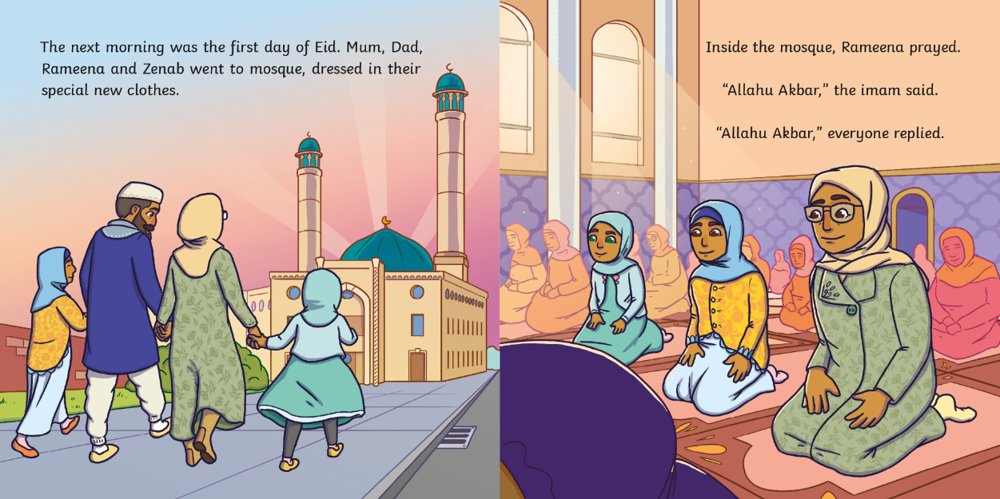 The next morning was the first day of Eid. Mum, Dad,
Rameena and Zenab went to mosque, dressed in their
special new clothes.
Inside the mosque, Rameena prayed.
“Allahu Akbar,” the imam said.
“Allahu Akbar,” everyone replied.